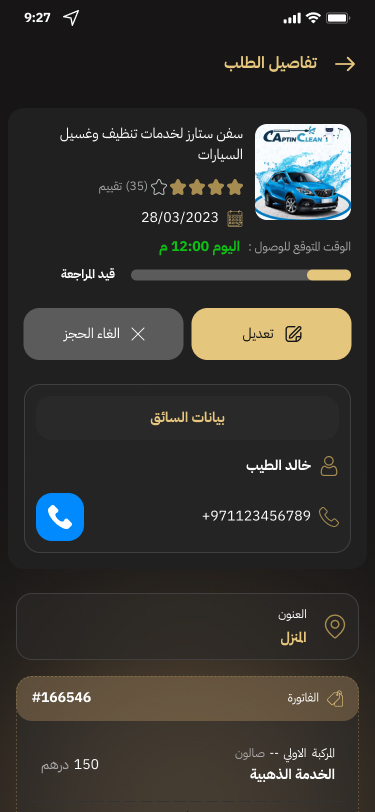 9:27
تفاصيل الطلب
CAPTIN CLEAN
سفن ستارز لخدمات تنظيف وغسيل
السيارات
(35) تقييم
28/03/2023
الوقت المتوقع للوصول : اليوم 12:00 م
قيد المراجعة
تعديل
الغاء الحجز
بيانات السائق
خالد الطيب
+971123456789
العنون
المنزل
الفاتورة
#166546
المركبة الاولي -- صالون
الخدمة الذهبية
150 درهم